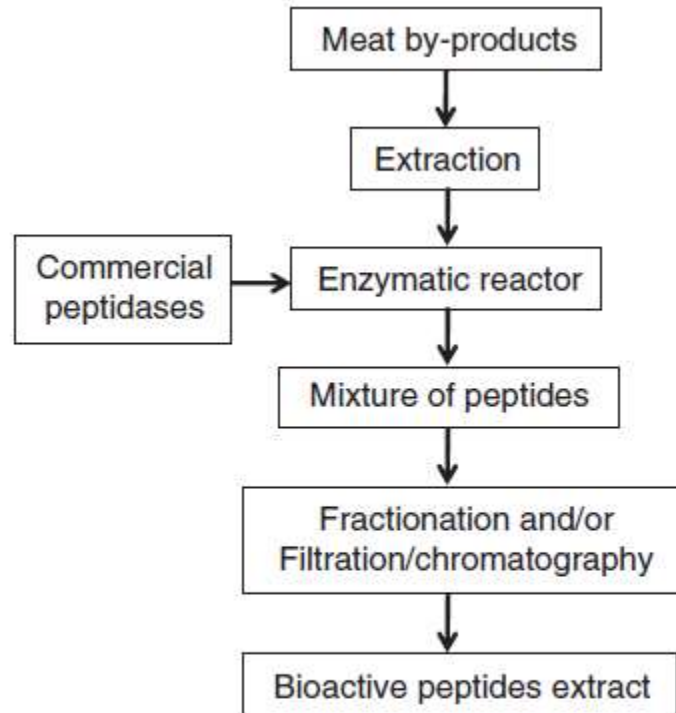 Meat by-products
Extraction
Commercial
peptidases
Enzymatic reactor
Mixture of peptides
Fractionation and/or
Filtration/chromatography
Bioactive peptides extract